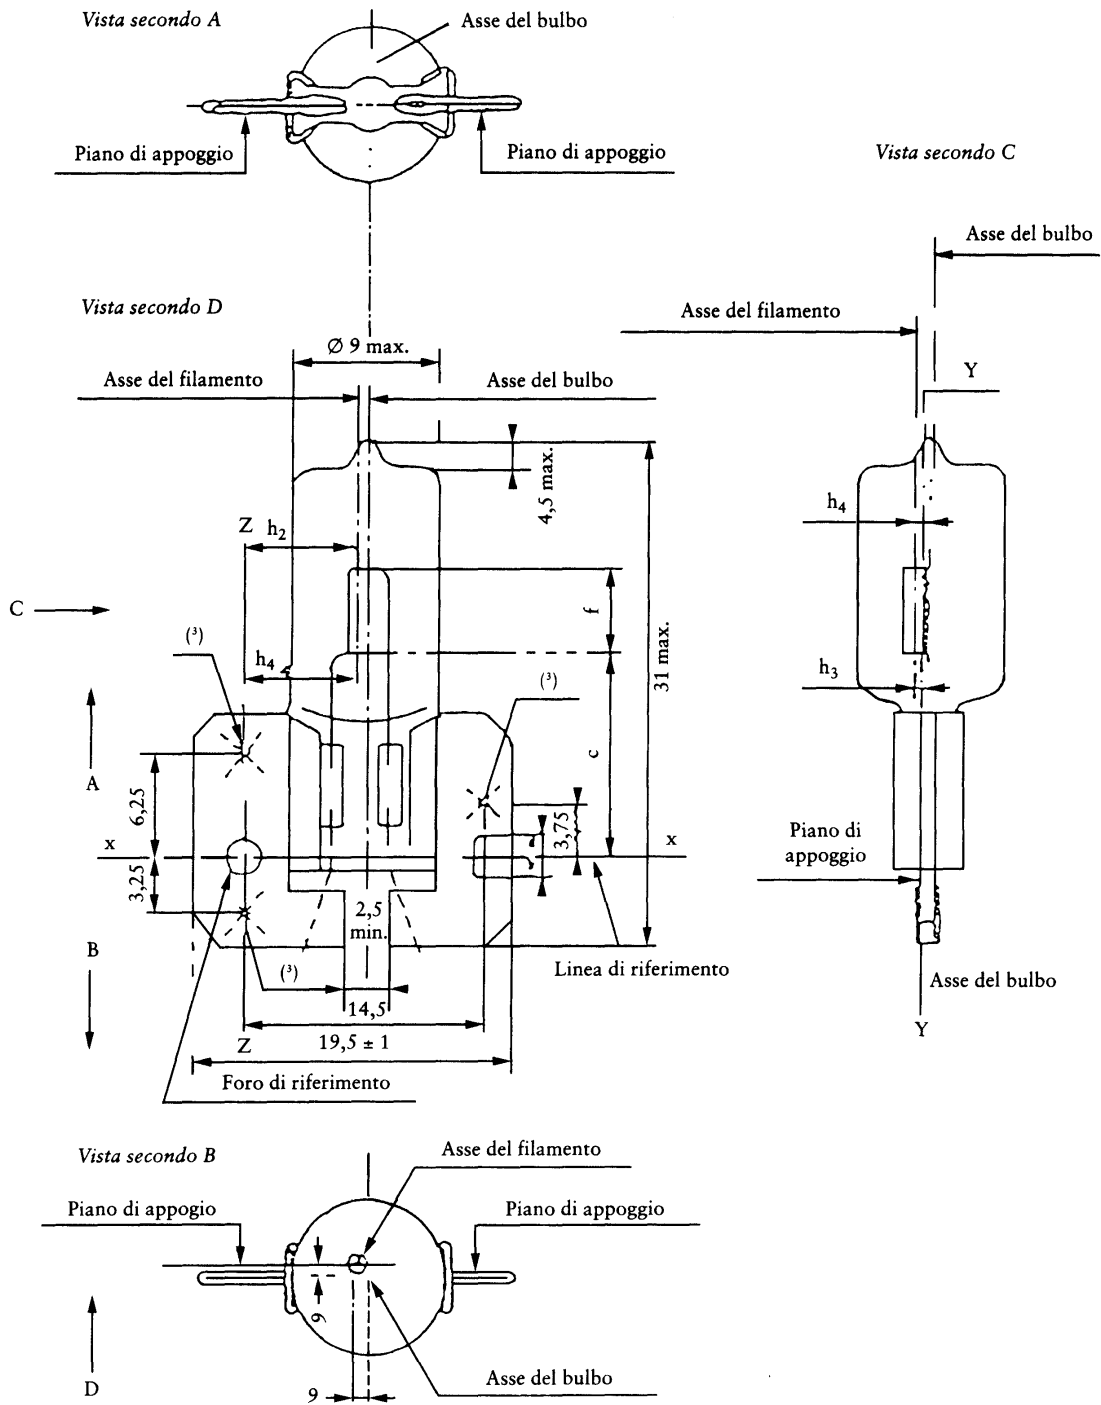 Vista secondo A
Asse del bulbo
Piano di appoggio
Piano di appoggio
Vista secondo C
Asse del bulbo
Asse del filamento
Vista secondo D
Ø 9 max.
Asse del filamento
Asse del bulbo
Y
4,5 max.
Z
h2
h4
C
f
(3)
h4
31 max.
(3)
h3
c
A
6,25
3,75
Piano di
appoggio
x
x
3,25
2,5
min.
B
Linea di riferimento
(3)
Asse del bulbo
14,5
Y
Z
19,5 ± 1
Foro di riferimento
Vista secondo B
Asse del filamento
Piano di appogio
Piano di appoggio
9
D
Asse del bulbo
9